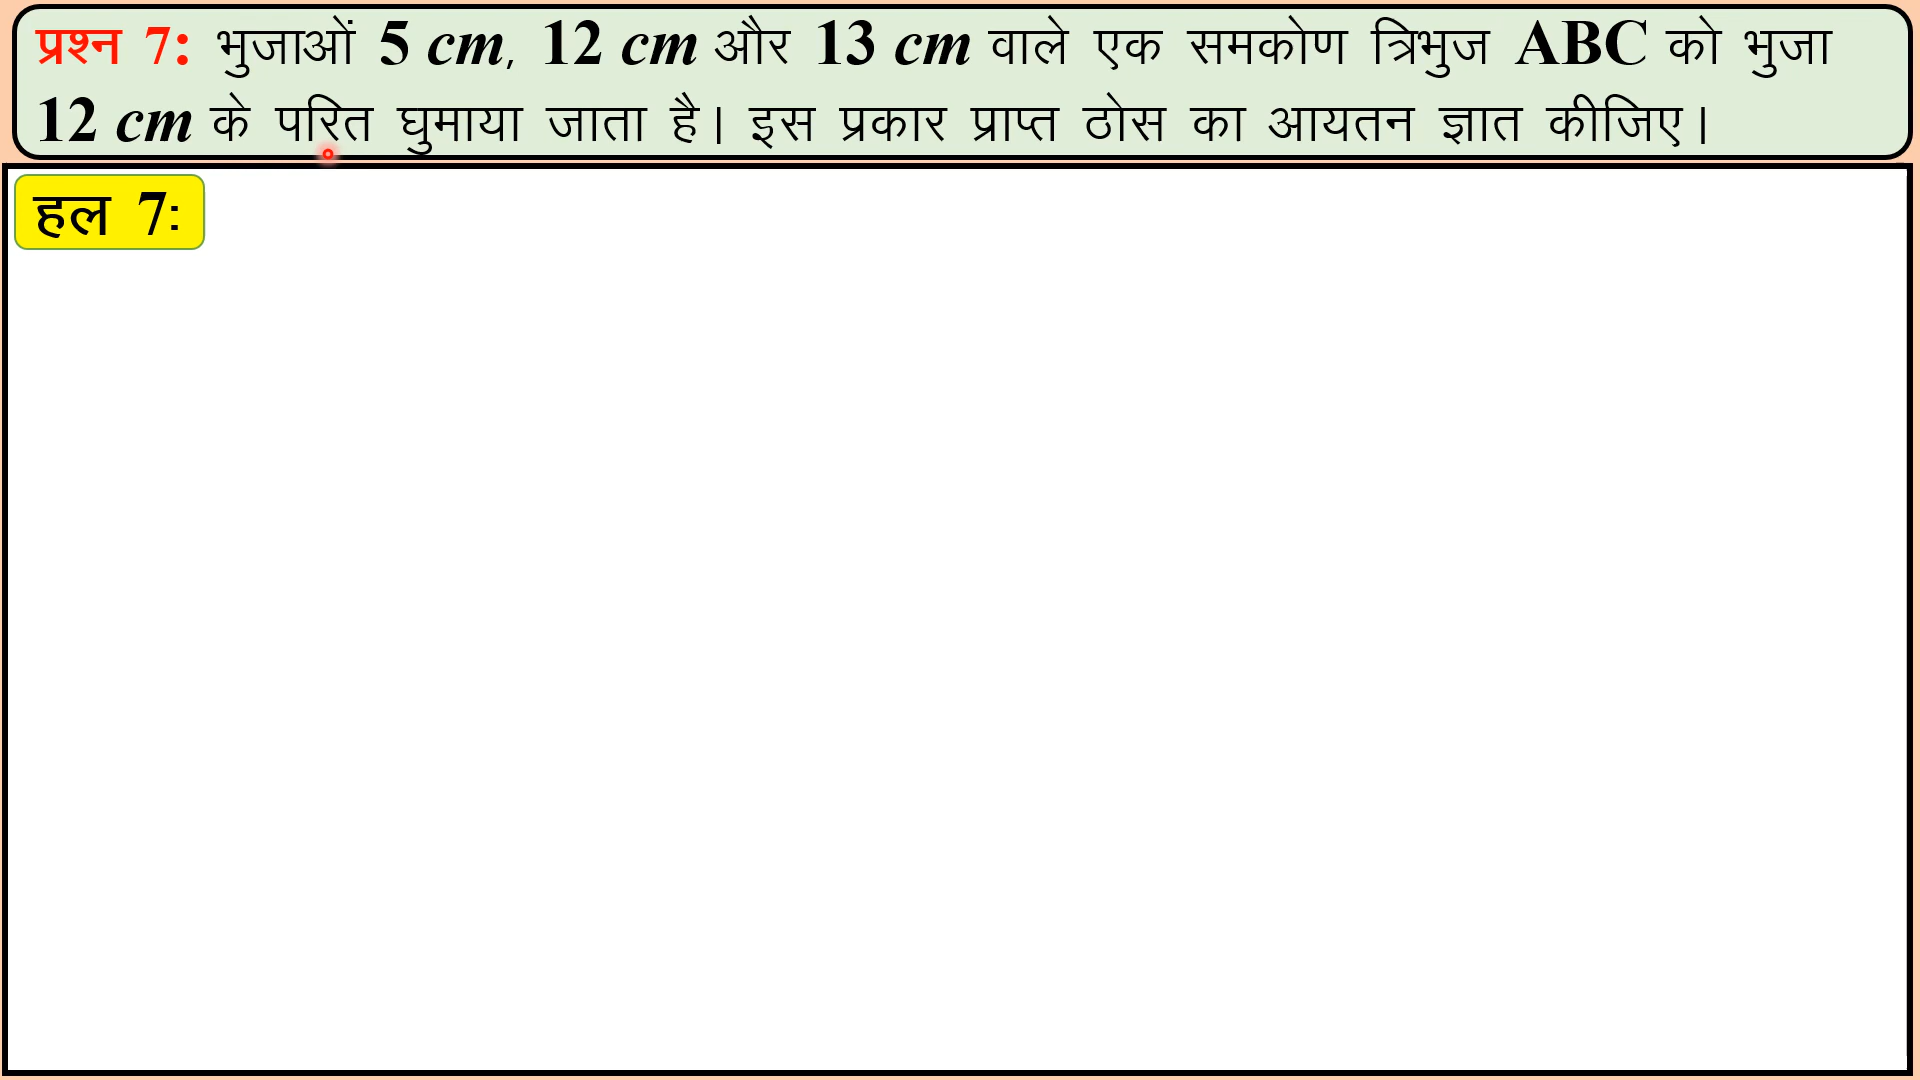 प्रश्न 7: भुजाओं 5 cm, 12 cm और 13 cm वाले एक समकोण त्रिभुज ABC को भुजा
12 cm के परित घुमाया जाता है। इस प्रकार प्राप्त ठोस का आयतन ज्ञात कीजिए।
हल 7: